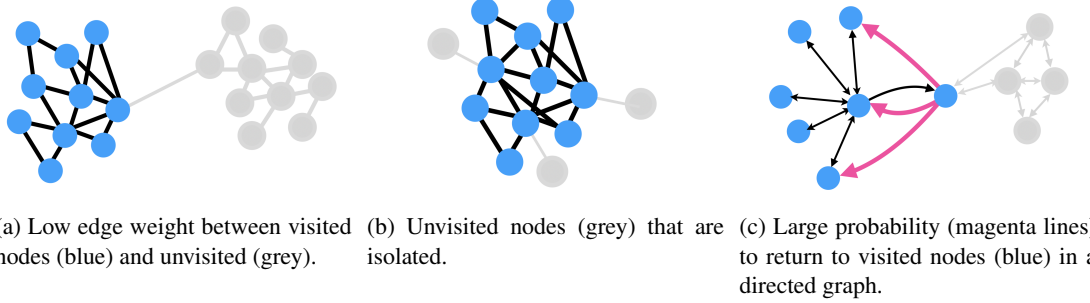 (a) Low edge weight between visited
nodes (blue) and unvisited (grey).
(b) Unvisited nodes (grey) that are
isolated.
(c) Large probability (magenta lines)
to return to visited nodes (blue) in a
directed graph.